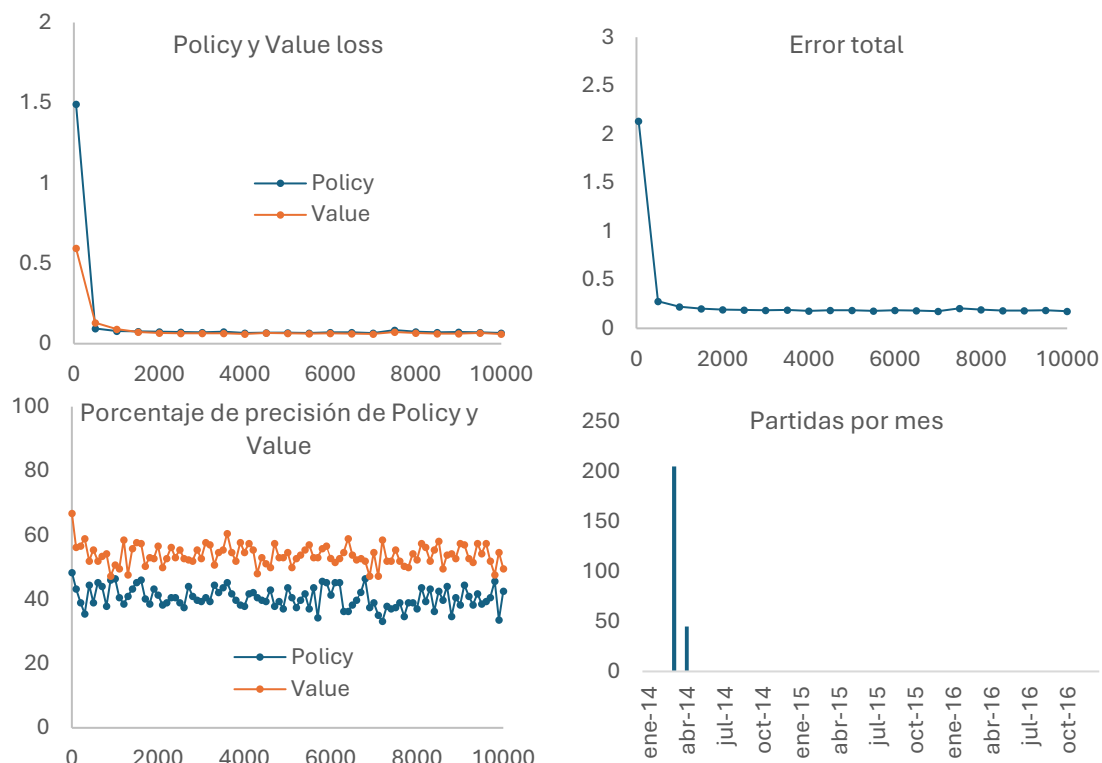 Policy y Value loss
2
1.5
1
0.5
0
Policy
Value
0 2000 4000 6000 8000 10000
Error total
3
2.5
2
1.5
1
0.5
0
0 2000 4000 6000 8000 10000
Porcentaje de precisión de Policy y
Value
100
80
60
40
20
0
Policy
Value
0 2000 4000 6000 8000 10000
Partidas por mes
250
200
150
100
50
0
ene-14
abr-14
jul-14
oct-14
ene-15
abr-15
jul-15
oct-15
ene-16
abr-16
jul-16
oct-16